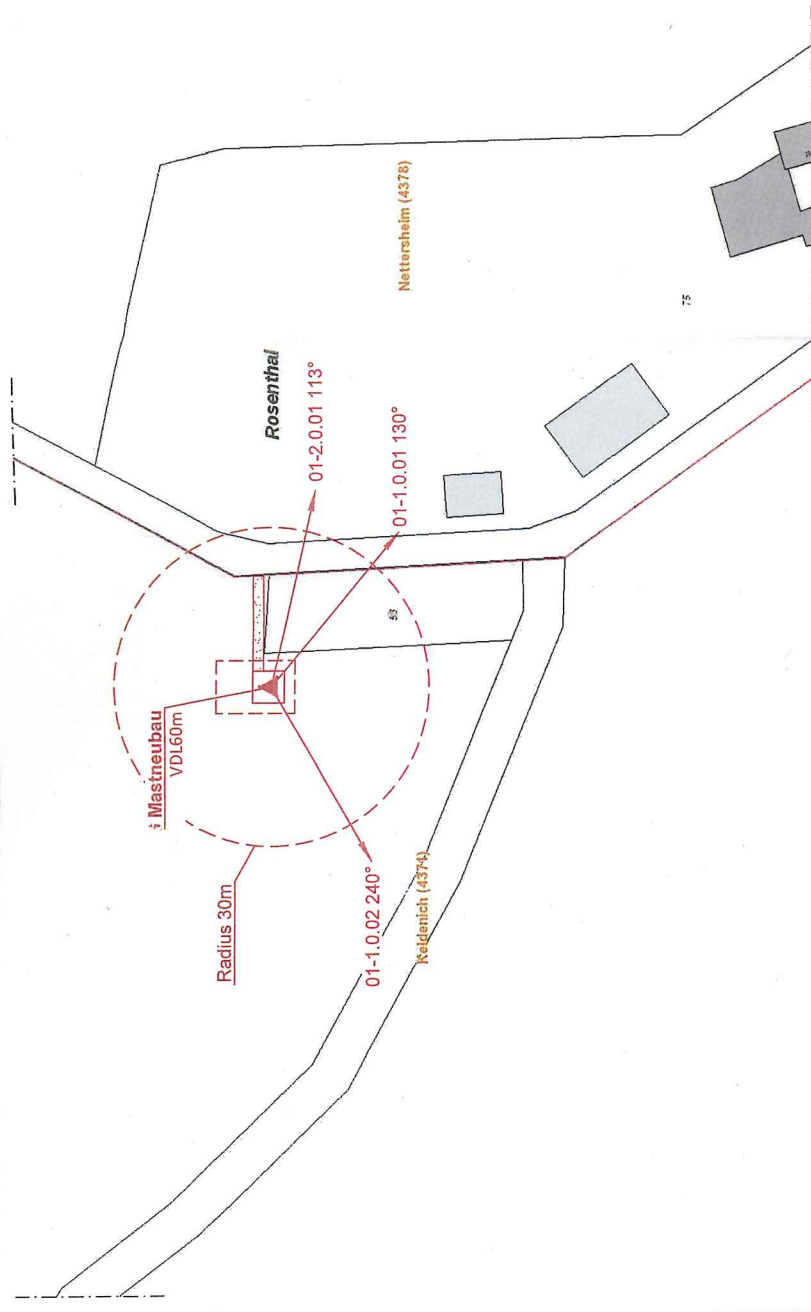 Mastneubau
VDL60m
Radius 30m
Rosenthal
01-2.0.01 113°
01-1.0.01 130°
01-1.0.02 240°
Nettersheim (4378)
Keldenich (4374)
59
75